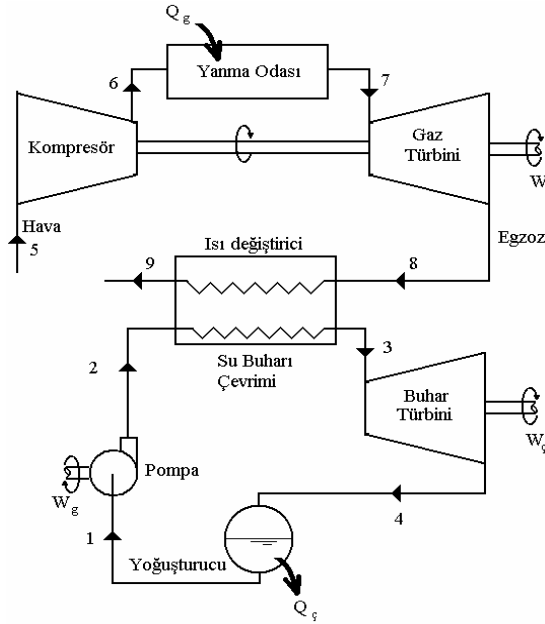 Q g
Yanma Odası
6
7
Kompresör
Gaz
Türbini
W
Hava
5
Egzoz
Isı değiştirici
9
8
2
3
Su Buharı
Çevrimi
Buhar
Türbini
W ç
Pompa
W g
4
1
Yoğuşturucu
Q ç